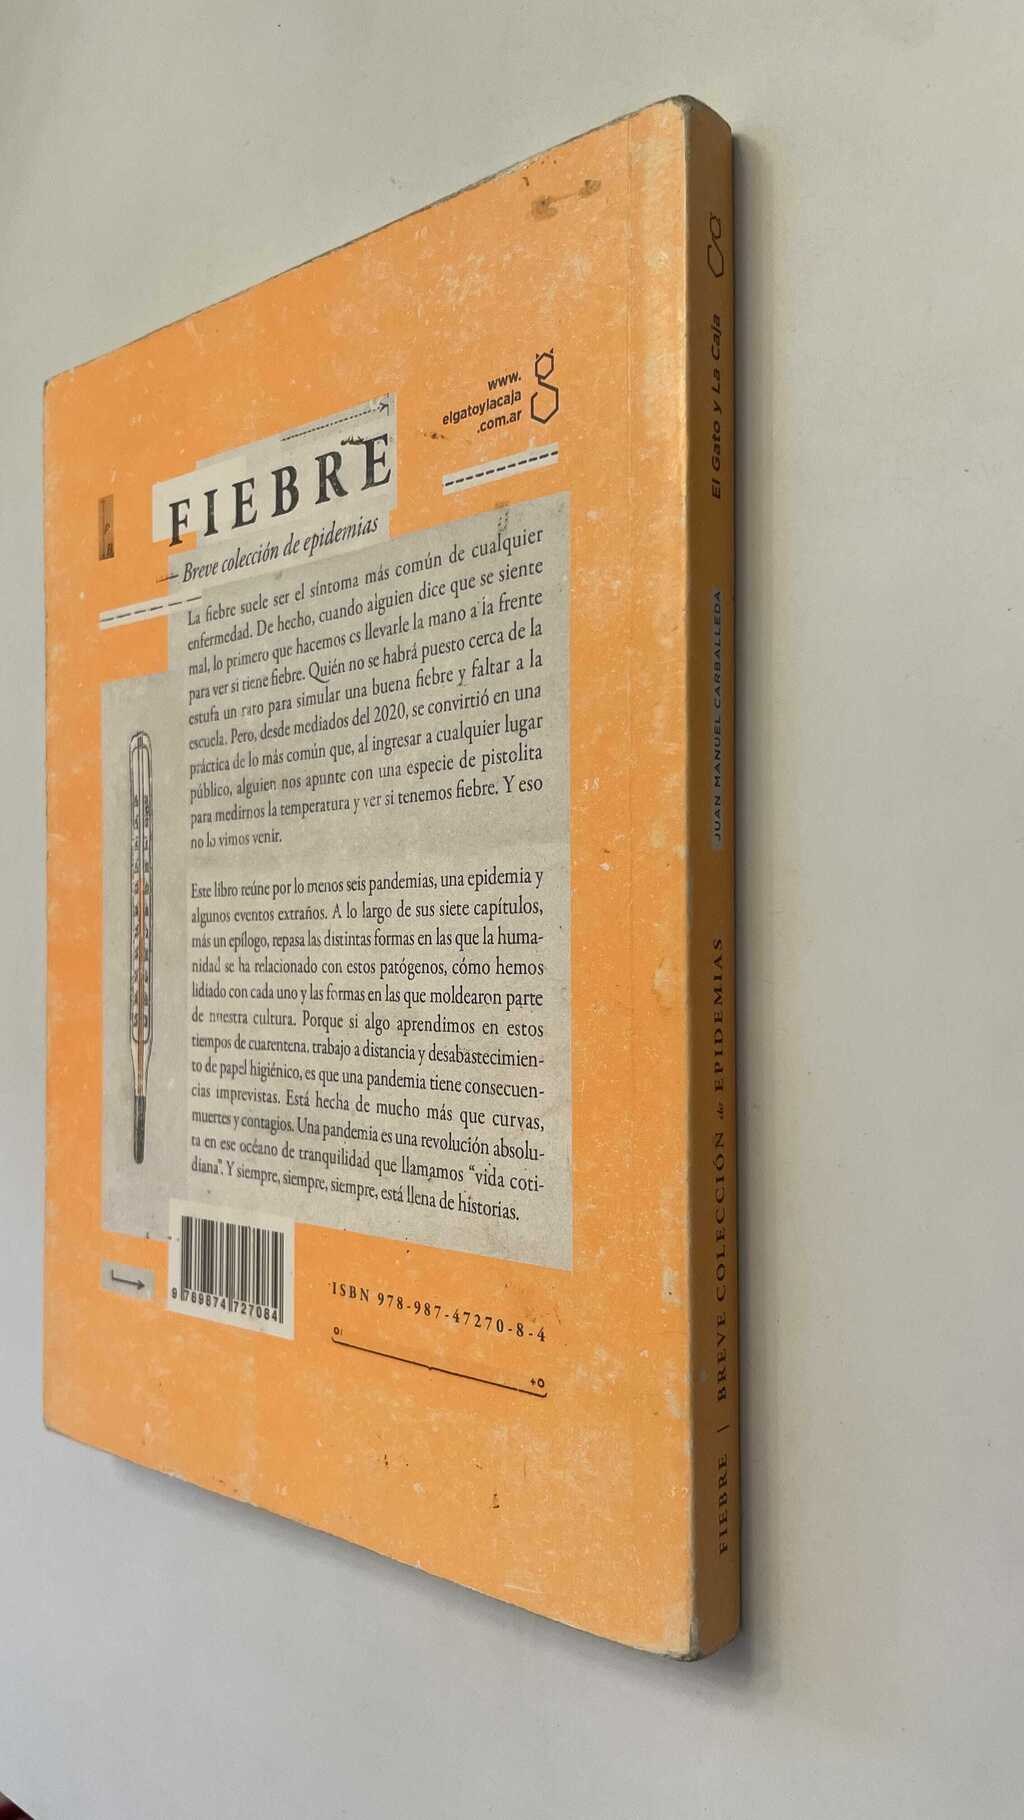 www.
elgatoylacaja
.com.ar
FIEBRE
Breve colección de epidemias
La fiebre suele ser el síntoma más común de cualquier
enfermedad. De hecho, cuando alguien dice que se siente
mal, lo primero que hacemos es llevarle la mano a la frente
para ver si tiene fiebre. Quién no se habrá puesto cerca de la
estufa un rato para simular una buena fiebre y faltar a la
escuela. Pero, desde mediados del 2020, se convirtió en una
práctica de lo más común que, al ingresar a cualquier lugar
público, alguien nos apunte con una especie de pistolita
para medirnos la temperatura y ver si tenemos fiebre. Y eso
no lo vimos venir.
Este libro reúne por lo menos seis pandemias, una epidemia y
algunos eventos extraños. A lo largo de sus siete capítulos,
más un epílogo, repasa las distintas formas en las que la huma-
nidad se ha relacionado con estos patógenos, cómo hemos
lidiado con cada uno y las formas en las que moldearon parte
de nuestra cultura. Porque si algo aprendimos en estos
tiempos de cuarentena, trabajo a distancia y desabastecimien-
to de papel higiénico, es que una pandemia tiene consecuen-
cias imprevistas. Está hecha de mucho más que curvas,
muertes y contagios. Una pandemia es una revolución absolu-
ta en ese océano de tranquilidad que llamamos “vida coti-
diana”. Y siempre, siempre, siempre, está llena de historias.
9 789874 727084
ISBN 978-987-47270-8-4
+0
38
FIEBRE | BREVE COLECCIÓN de EPIDEMIAS
JUAN MANUEL CARBALLEDA
El Gato y La Caja